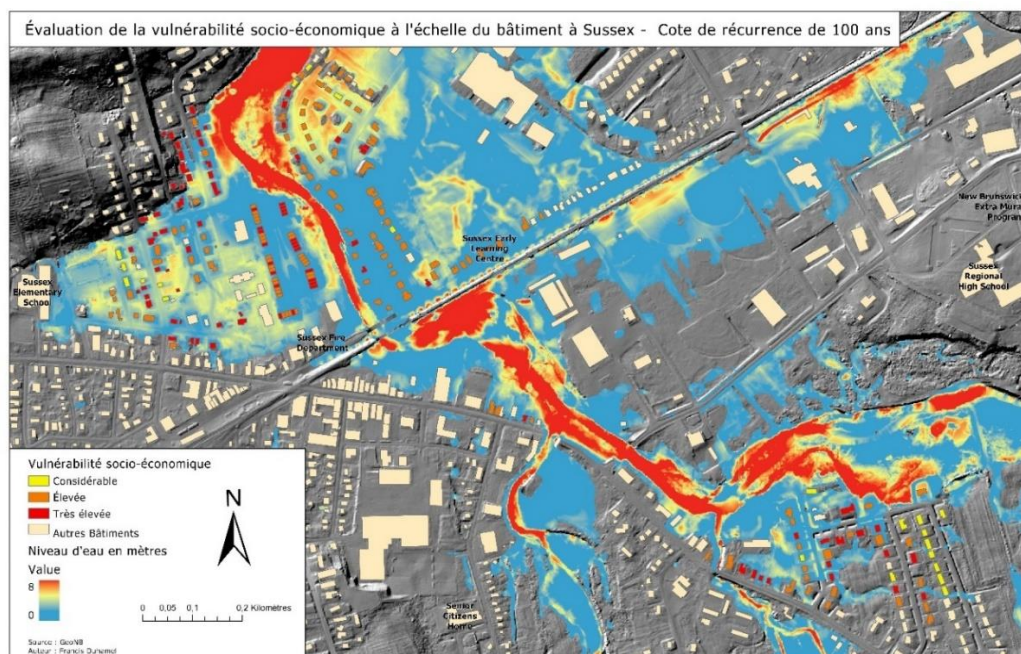 Évaluation de la vulnérabilité socio-économique à l'échelle du bâtiment à Sussex - Cote de récurrence de 100 ans
New Brunswick
Extra Mural
Program
Sussex Early
Learning
Centre
Sussex
Regional
High School
Sussex
Elementary
School
Sussex Fire
Department
Vulnérabilité socio-économique
Considérable
Élevée
Très élevée
Autres Bâtiments
Niveau d'eau en mètres
Value
8
0
N
0 0,05 0,1 0,2 Kilomètres
Senior
Citizens
Home
Source : GeoNB
Auteur : Francis Duhamel